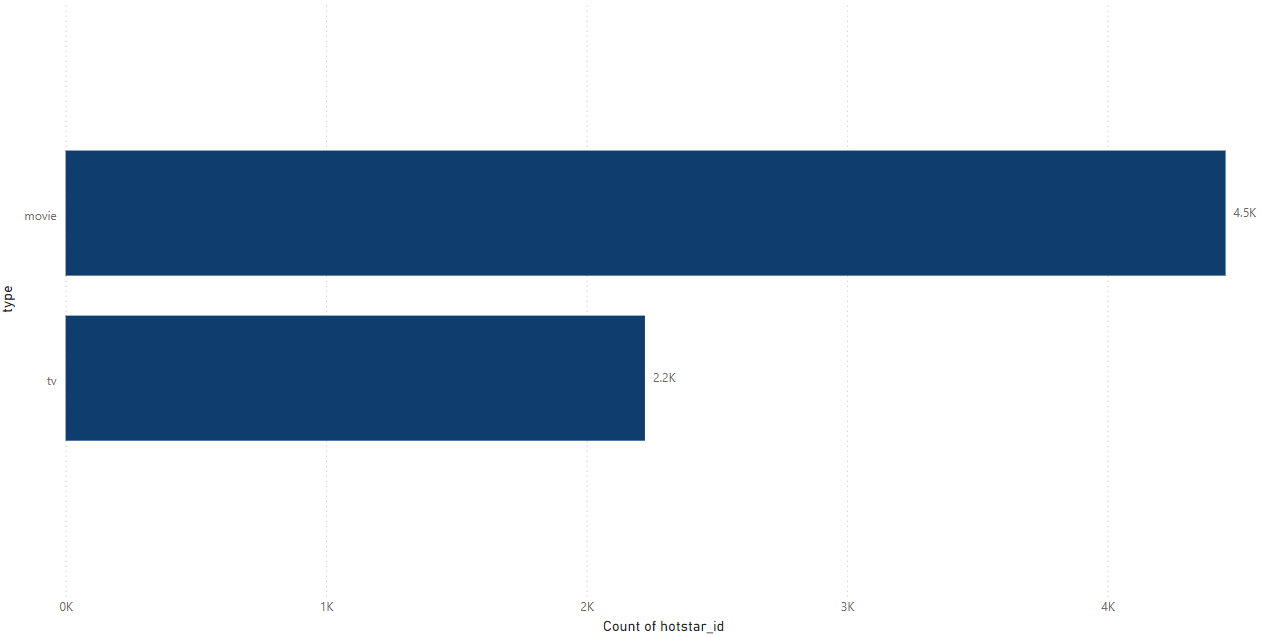 movie
4.5K
type
tv
2.2K
0K
1K
2K
3K
4K
Count of hotstar_id